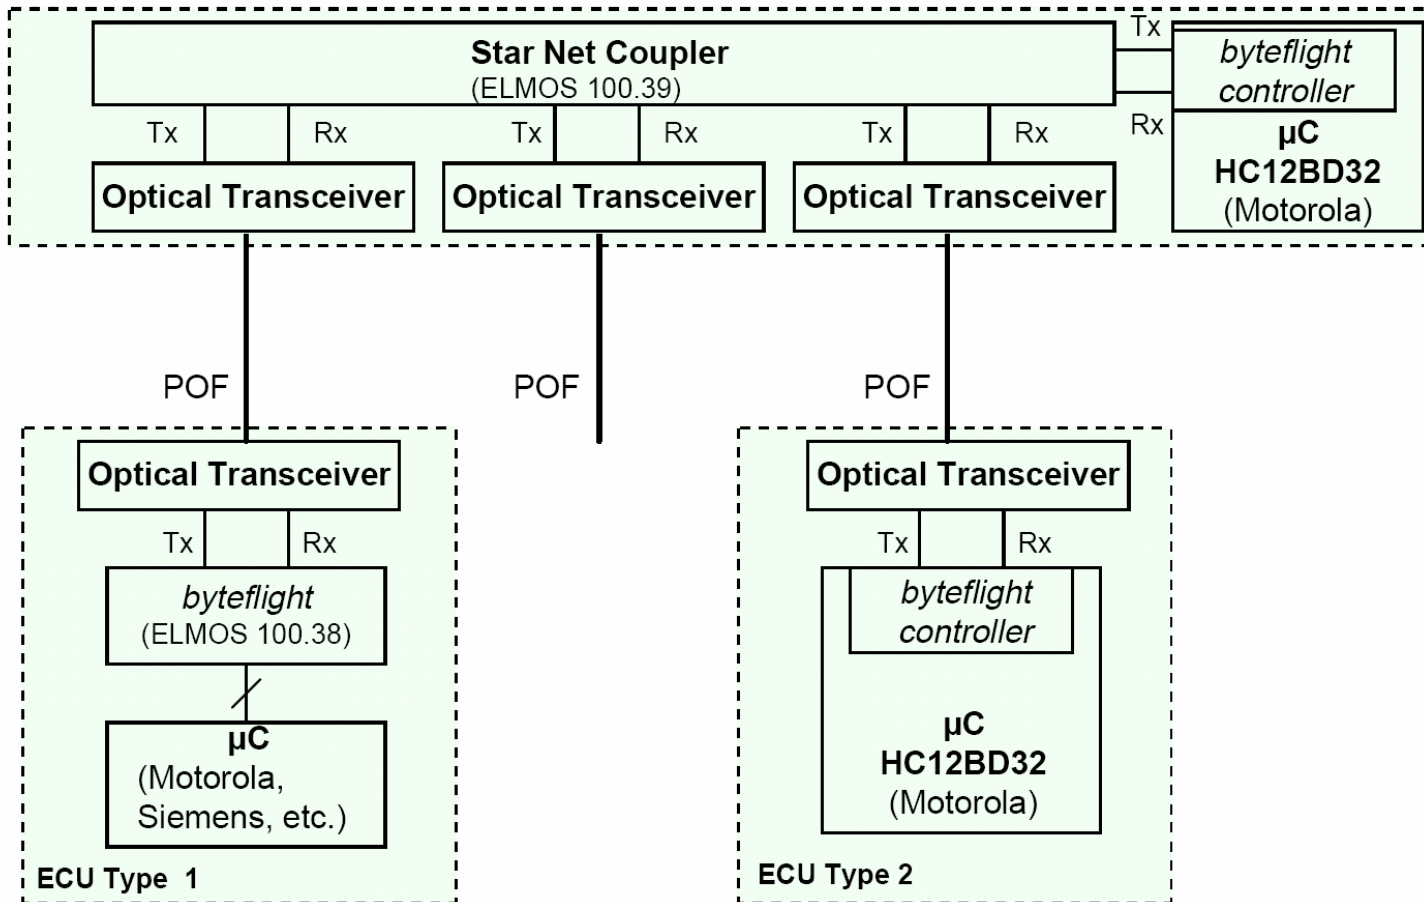 Star Net Coupler
(ELMOS 100.39)
Tx
Rx
byteflight
controller
µC
HC12BD32
(Motorola)
Tx
Rx
Tx
Rx
Tx
Rx
Optical Transceiver
Optical Transceiver
Optical Transceiver
POF
POF
POF
Optical Transceiver
Tx
Rx
byteflight
(ELMOS 100.38)
µC
(Motorola,
Siemens, etc.)
ECU Type 1
Optical Transceiver
Tx
Rx
byteflight
controller
µC
HC12BD32
(Motorola)
ECU Type 2